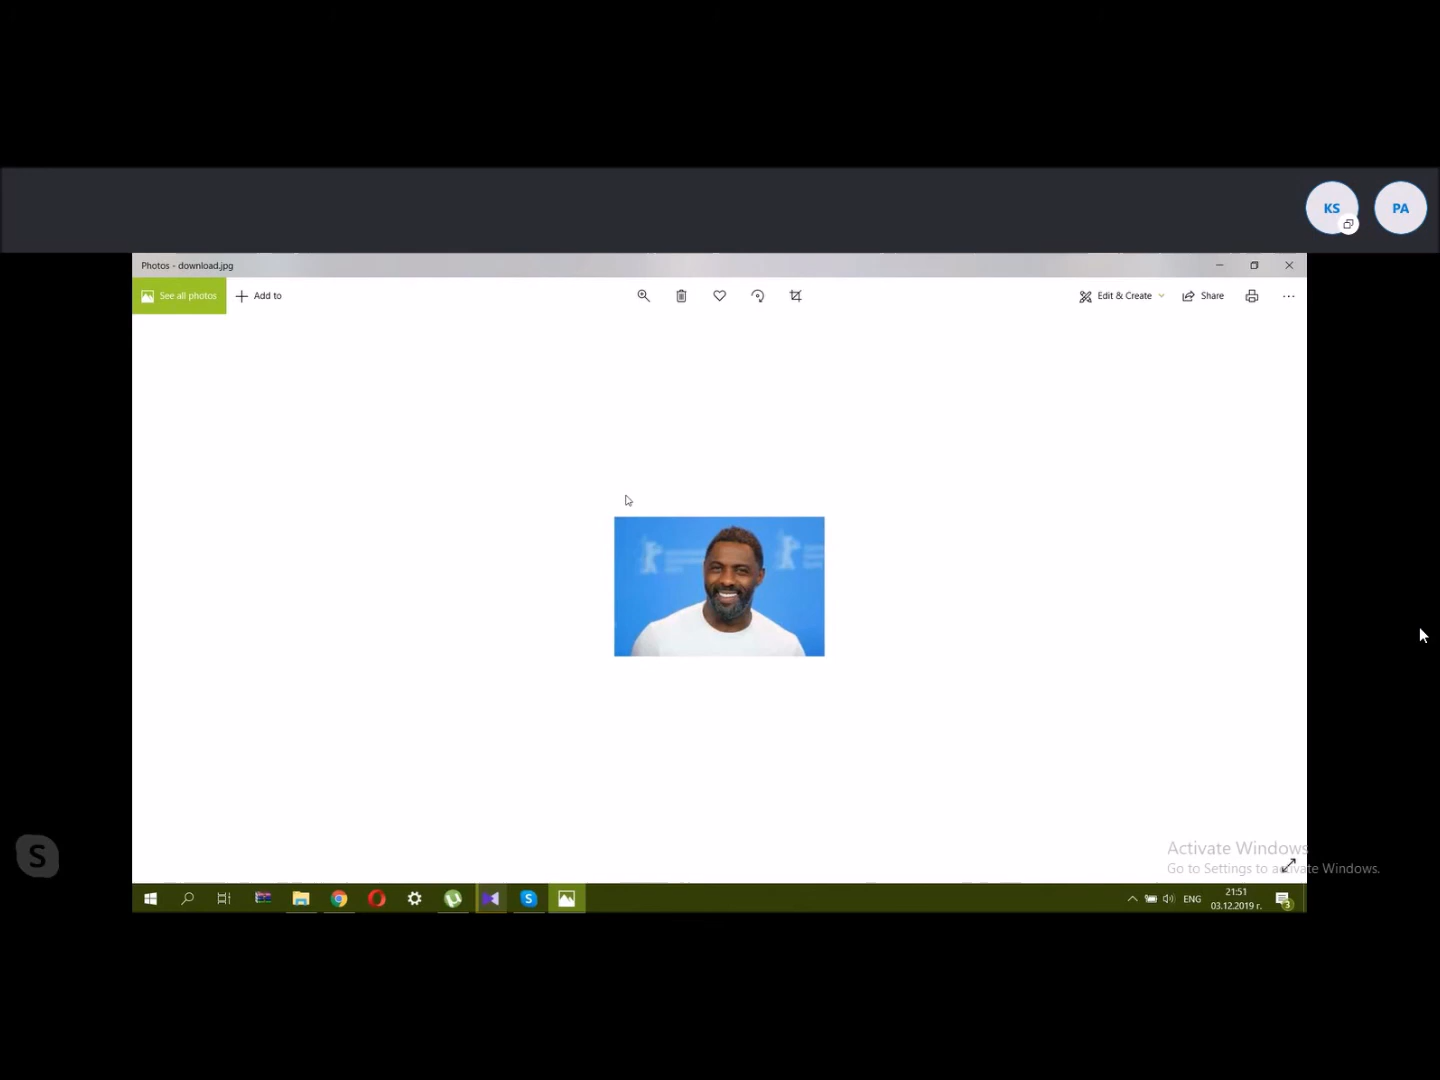 KS
PA
Photos - download.jpg
See all photos
Add to
Edit & Create
Share
Activate Windows
Go to Settings to activate Windows.
S
S
ENG
21:51
03.12.2019 г.
3